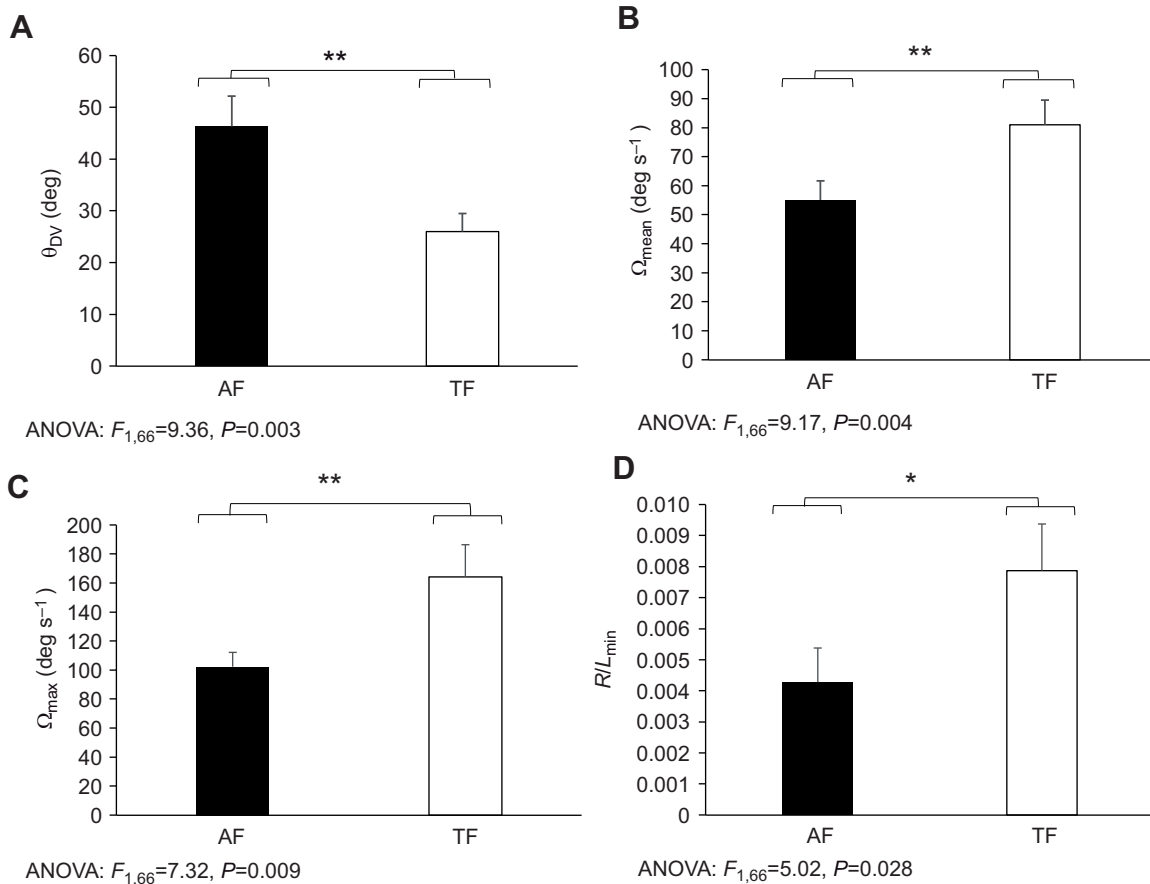 A
**
60
50
40
30
20
10
0
θDV (deg)
AF
TF
ANOVA: F1,66=9.36, P=0.003
B
**
100
90
80
70
60
50
40
30
20
10
0
Ωmean (deg s−1)
AF
TF
ANOVA: F1,66=9.17, P=0.004
C
**
200
180
160
140
120
100
80
60
40
20
0
Ωmax (deg s−1)
AF
TF
ANOVA: F1,66=7.32, P=0.009
D
*
0.010
0.009
0.008
0.007
0.006
0.005
0.004
0.003
0.002
0.001
0
R/Lmin
AF
TF
ANOVA: F1,66=5.02, P=0.028